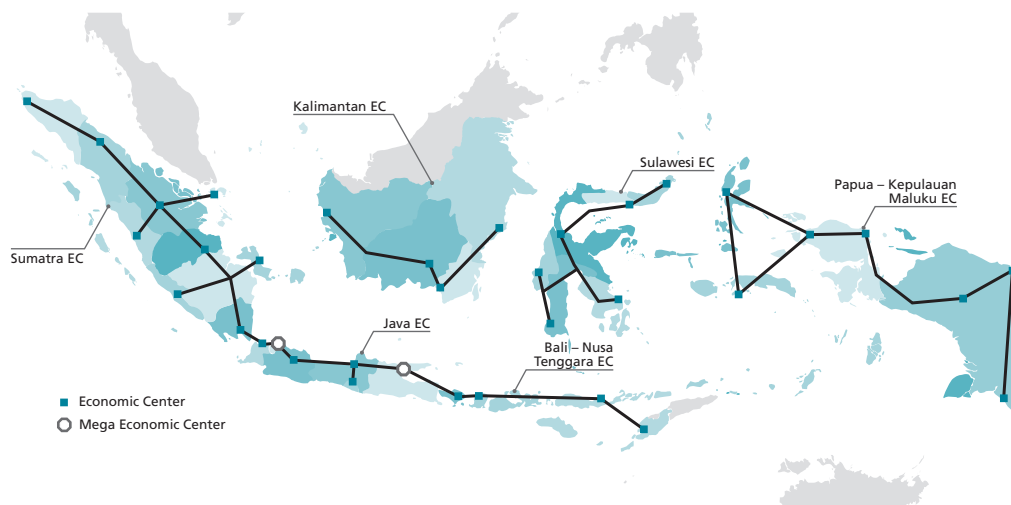 Kalimantan EC
Sulawesi EC
Papua – Kepulauan
Maluku EC
Sumatra EC
Java EC
Bali – Nusa
Tenggara EC
Economic Center
Mega Economic Center